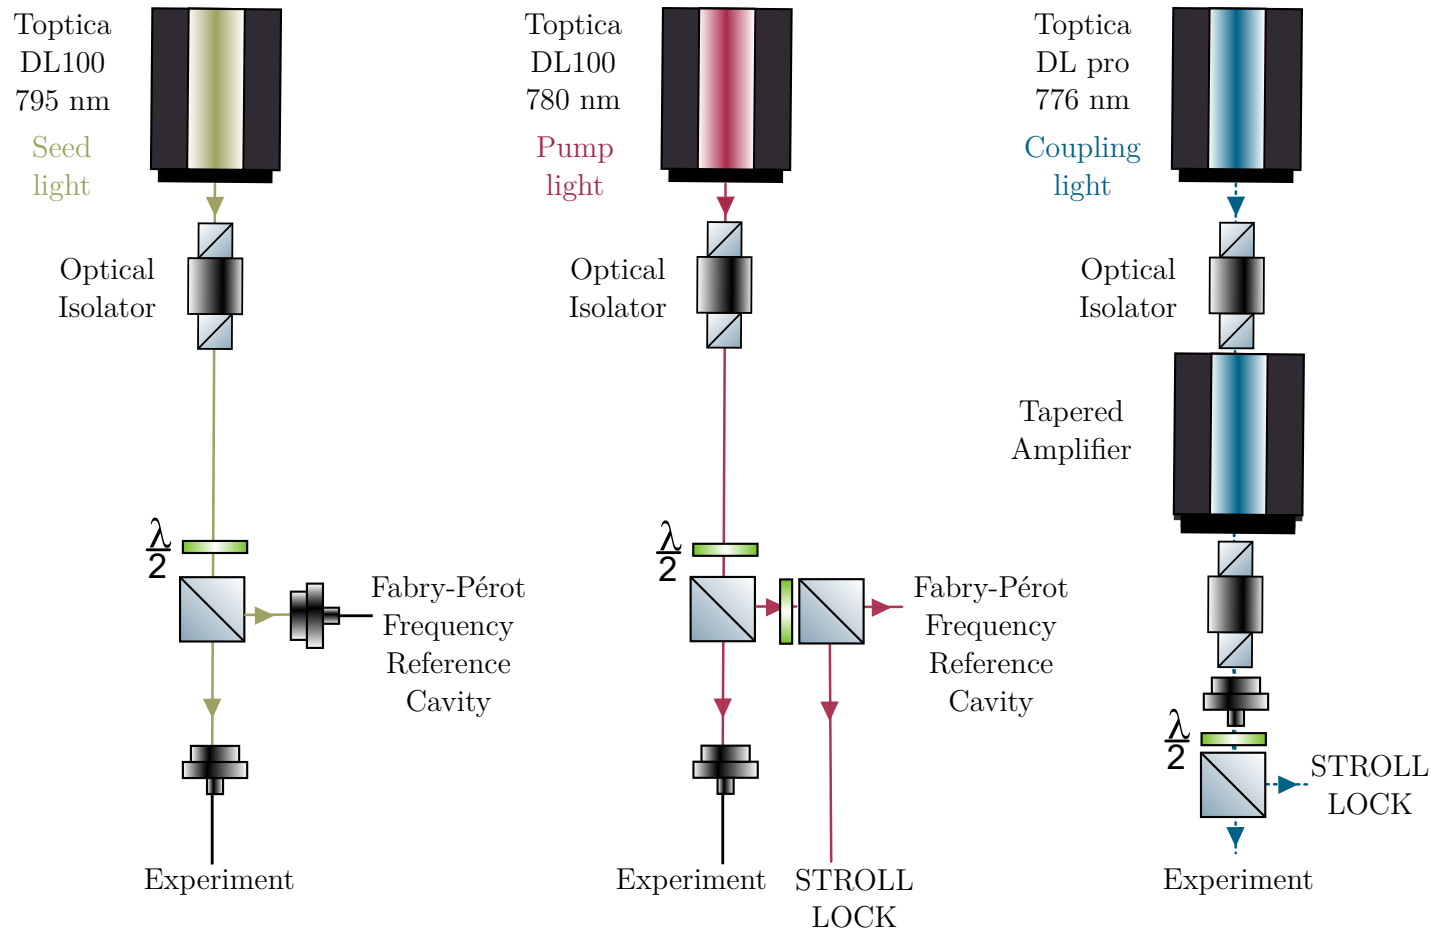 Toptica
DL100
795 nm
Seed
light
Optical
Isolator
λ
2
Fabry-Pérot
Frequency
Reference
Cavity
Experiment
Toptica
DL100
780 nm
Pump
light
Optical
Isolator
λ
2
Fabry-Pérot
Frequency
Reference
Cavity
Experiment
STROLL
LOCK
Toptica
DL pro
776 nm
Coupling
light
Optical
Isolator
Tapered
Amplifier
λ
2
STROLL
LOCK
Experiment